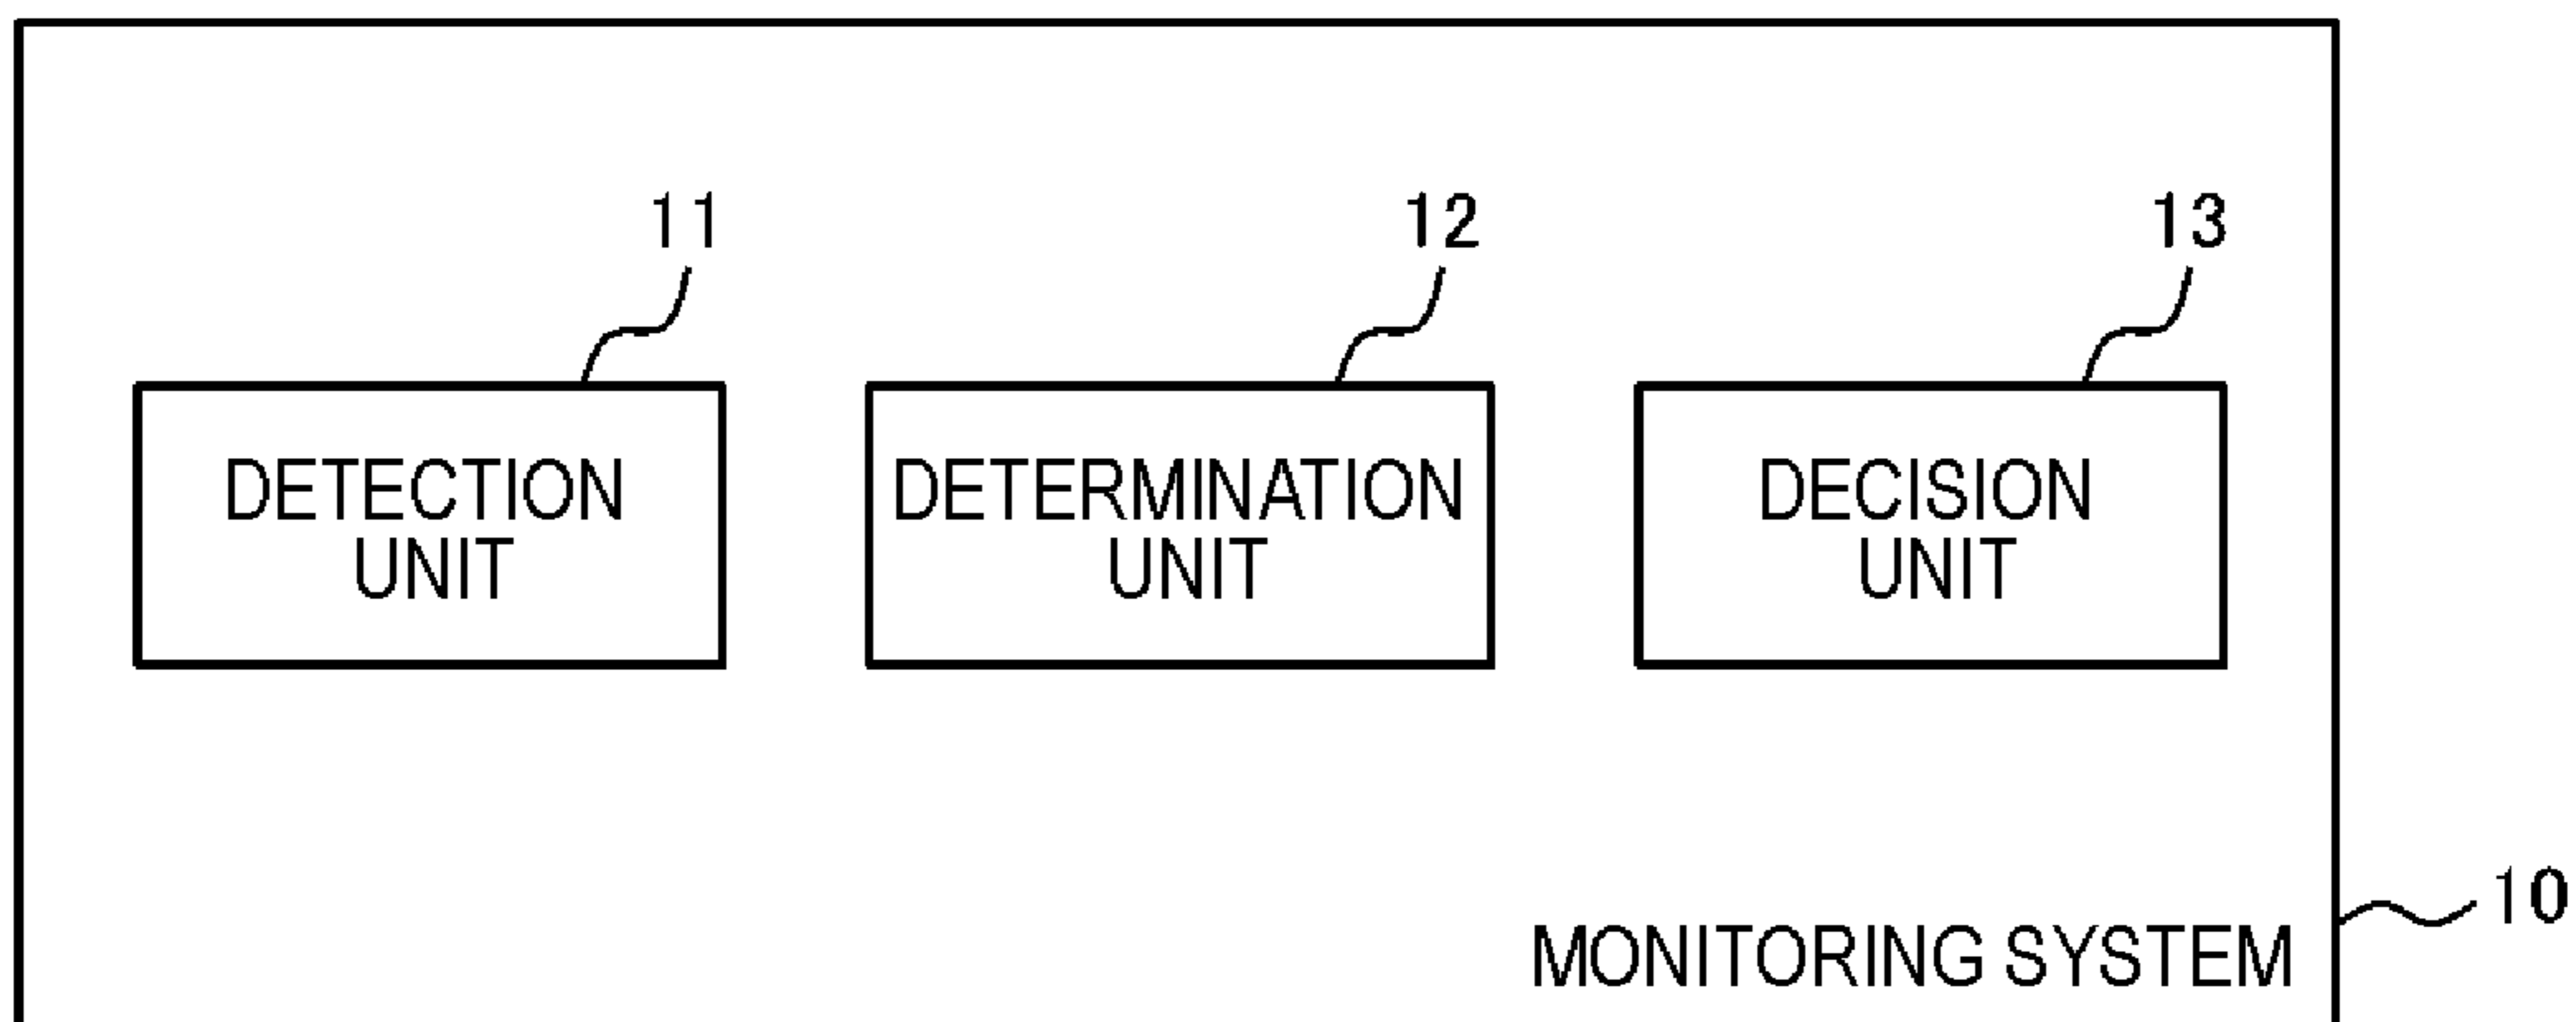 11
12
13
DETECTION
UNIT
DETERMINATION
UNIT
DECISION
UNIT
10
MONITORING SYSTEM